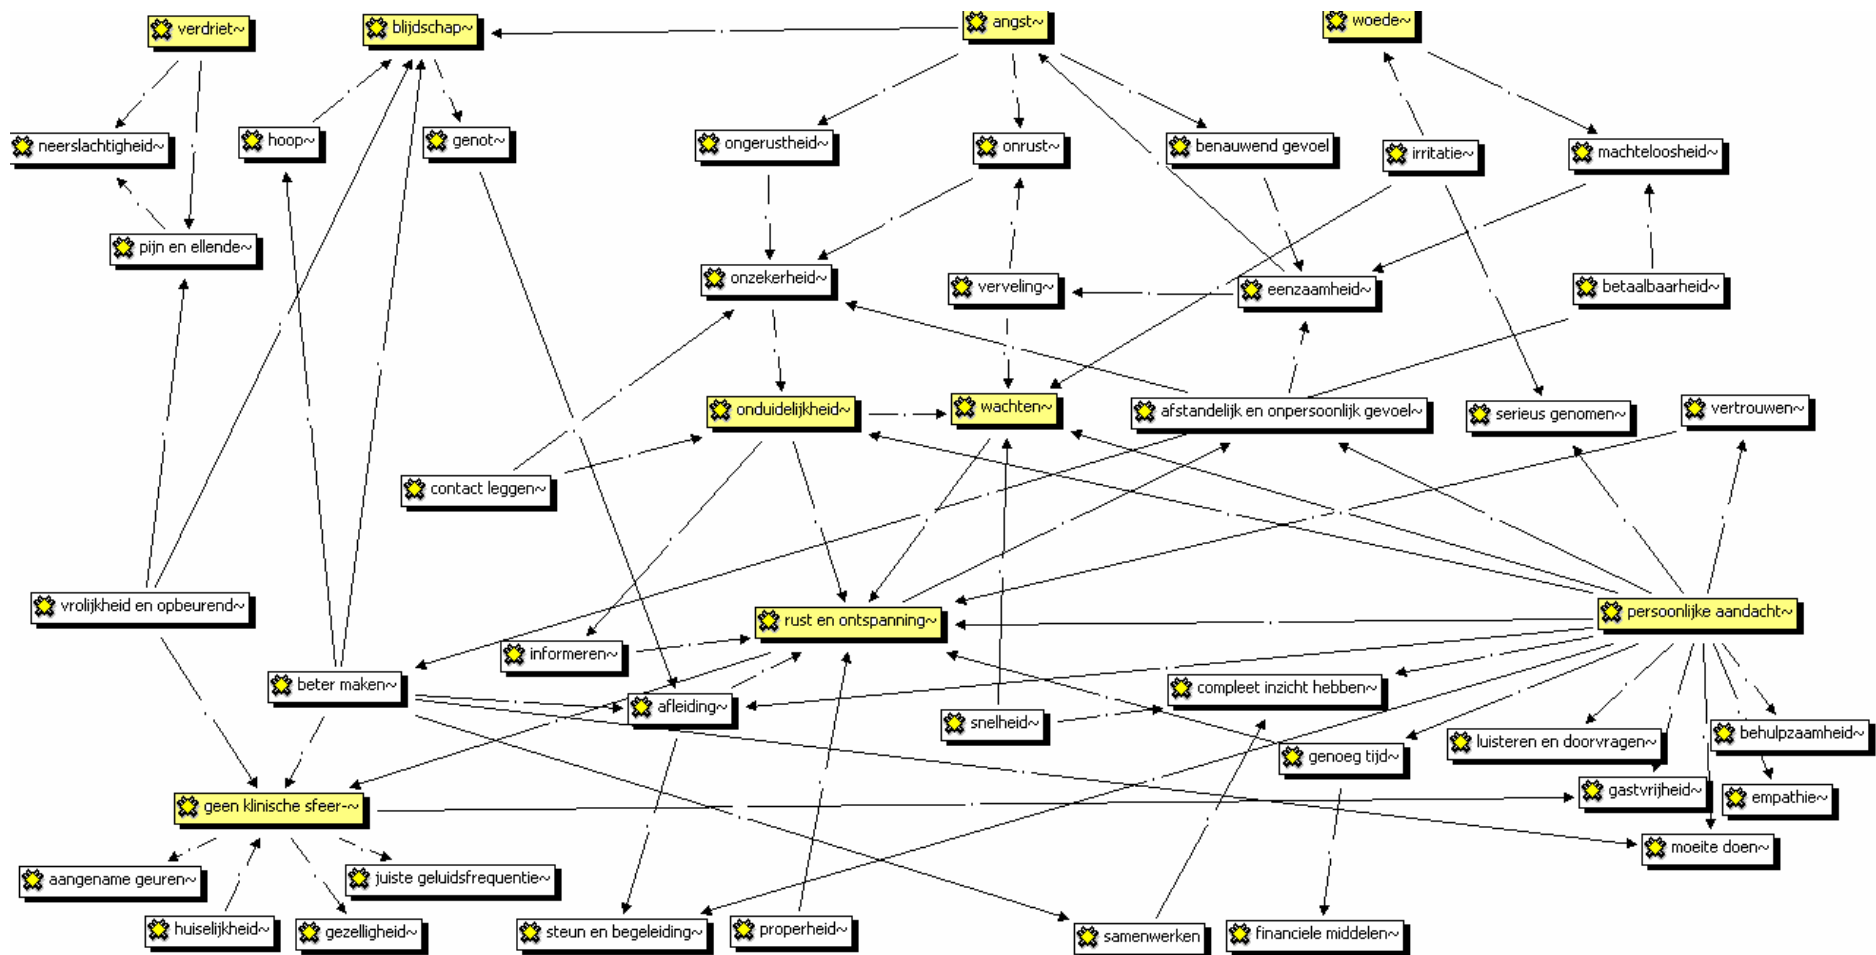 verdriet~
blijdschap~
angst~
woede~
neerslachtigheid~
hoop~
genot~
ongerustheid~
onrust~
benauwend gevoel
irritatie~
machteloosheid~
pijn en ellende~
onzekerheid~
verveling~
eenzaamheid~
betaalbaarheid~
onduidelijkheid~
wachten~
afstandelijk en onpersoonlijk gevoel~
serieus genomen~
vertrouwen~
contact leggen~
vrolijkheid en opbeurend~
rust en ontspanning~
persoonlijke aandacht~
informeren~
beter maken~
afleiding~
compleet inzicht hebben~
snelheid~
luisteren en doorvragen~
behulpzaamheid~
genoeg tijd~
geen klinische sfeer-~
gastvrijheid~
empathie~
moeite doen~
aangename geuren~
juiste geluidsfrequentie~
huiselijkheid~
gezelligheid~
steun en begeleiding~
properheid~
samenwerken
financiele middelen~